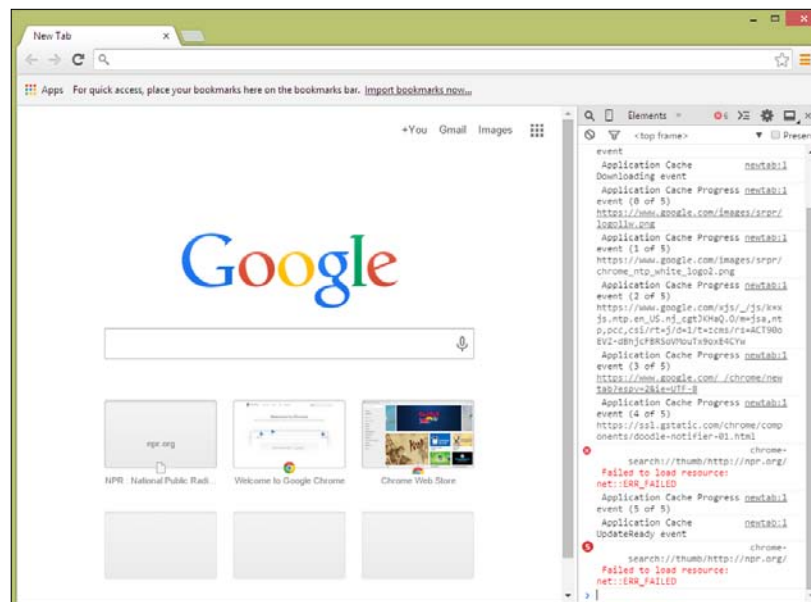 New Tab
Apps For quick access, place your bookmarks here on the bookmarks bar. Import bookmarks now...
+You Gmail Images
Google
npr.org
NPR : National Public Radi...
Welcome to Google Chrome
Chrome Web Store
Elements » 6
<top frame> Preser
event
Application Cache newtab:1
Downloading event
Application Cache Progress newtab:1
event (0 of 5)
https://www.google.com/images/srpr/
logo11w.png
Application Cache Progress newtab:1
event (1 of 5)
https://www.google.com/images/srpr/
chrome_ntp_white_logo2.png
Application Cache Progress newtab:1
event (2 of 5)
Application Cache Progress newtab:1
event (3 of 5)
https://www.google.com/_/chrome/new
tab?espv=2&ie=UTF-8
Application Cache Progress newtab:1
event (4 of 5)
https://ssl.gstatic.com/chrome/comp
onents/doodle-notifier-01.html
chrome-
search://thumb/http://npr.org/
Failed to load resource:
net::ERR_FAILED
Application Cache Progress newtab:1
event (5 of 5)
Application Cache newtab:1
UpdateReady event
5 chrome-
search://thumb/http://npr.org/
Failed to load resource:
net::ERR_FAILED